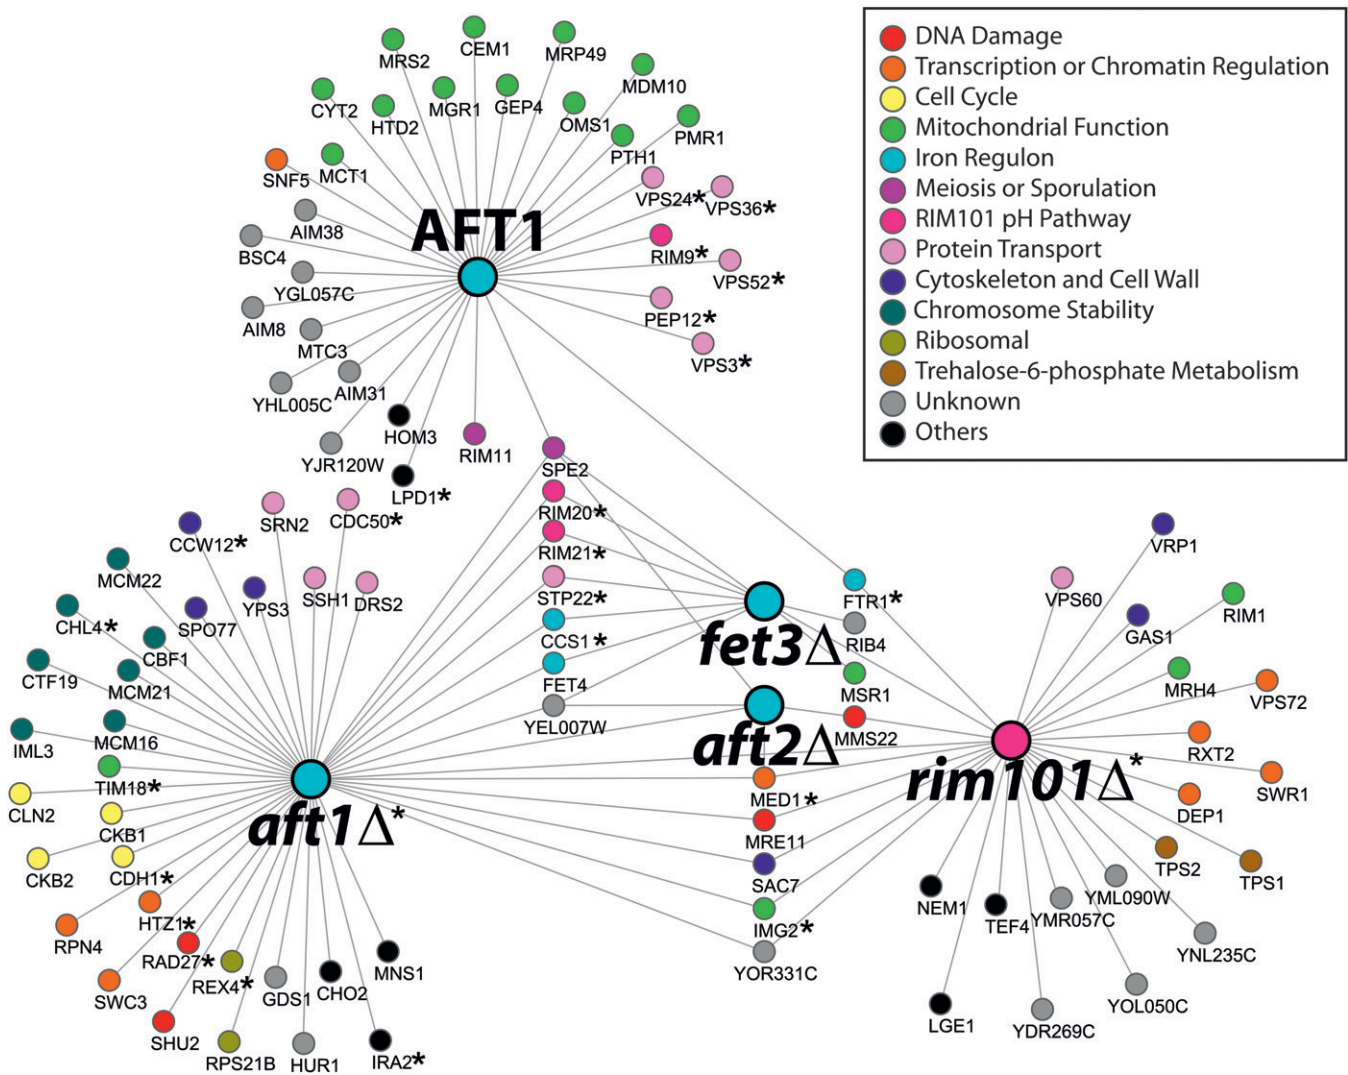 CEM1
MRS2
MRP49
MDM10
CYT2
HTD2
MGR1
GEP4
OMS1
PMR1
PTH1
SNF5
MCT1
VPS24*
VPS36*
AIM38
AFT1
RIM9*
BSC4
YGL057C
VPS52*
AIM8
PEP12*
MTC3
VPS3*
YHL005C
AIM31
HOM3
YJR120W
RIM11
LPD1*
SPE2
DNA Damage
Transcription or Chromatin Regulation
Cell Cycle
Mitochondrial Function
Iron Regulon
Meiosis or Sporulation
RIM101 pH Pathway
Protein Transport
Cytoskeleton and Cell Wall
Chromosome Stability
Ribosomal
Trehalose-6-phosphate Metabolism
Unknown
Others
SRN2
CDC50*
CCW12*
MCM22
YPS3
SSH1
DRS2
CHL4*
SPO77
CBF1
CTF19
MCM21
IML3
MCM16
TIM18*
CLN2
CKB1
aft1Δ*
CKB2
CDH1*
HTZ1*
RPN4
RAD27*
REX4*
SWC3
GDS1
CHO2
MNS1
SHU2
RPS21B
HUR1
IRA2*
RIM20*
RIM21*
STP22*
CCS1*
FET4
YEL007W
fet3Δ
FTR1*
RIB4
MSR1
aft2Δ
MMS22
MED1*
MRE11
SAC7
IMG2*
YOR331C
rim101Δ*
VRP1
VPS60
GAS1
RIM1
MRH4
VPS72
RXT2
SWR1
DEP1
TPS2
TPS1
YML090W
NEM1
TEF4
YMR057C
YNL235C
YOL050C
LGE1
YDR269C